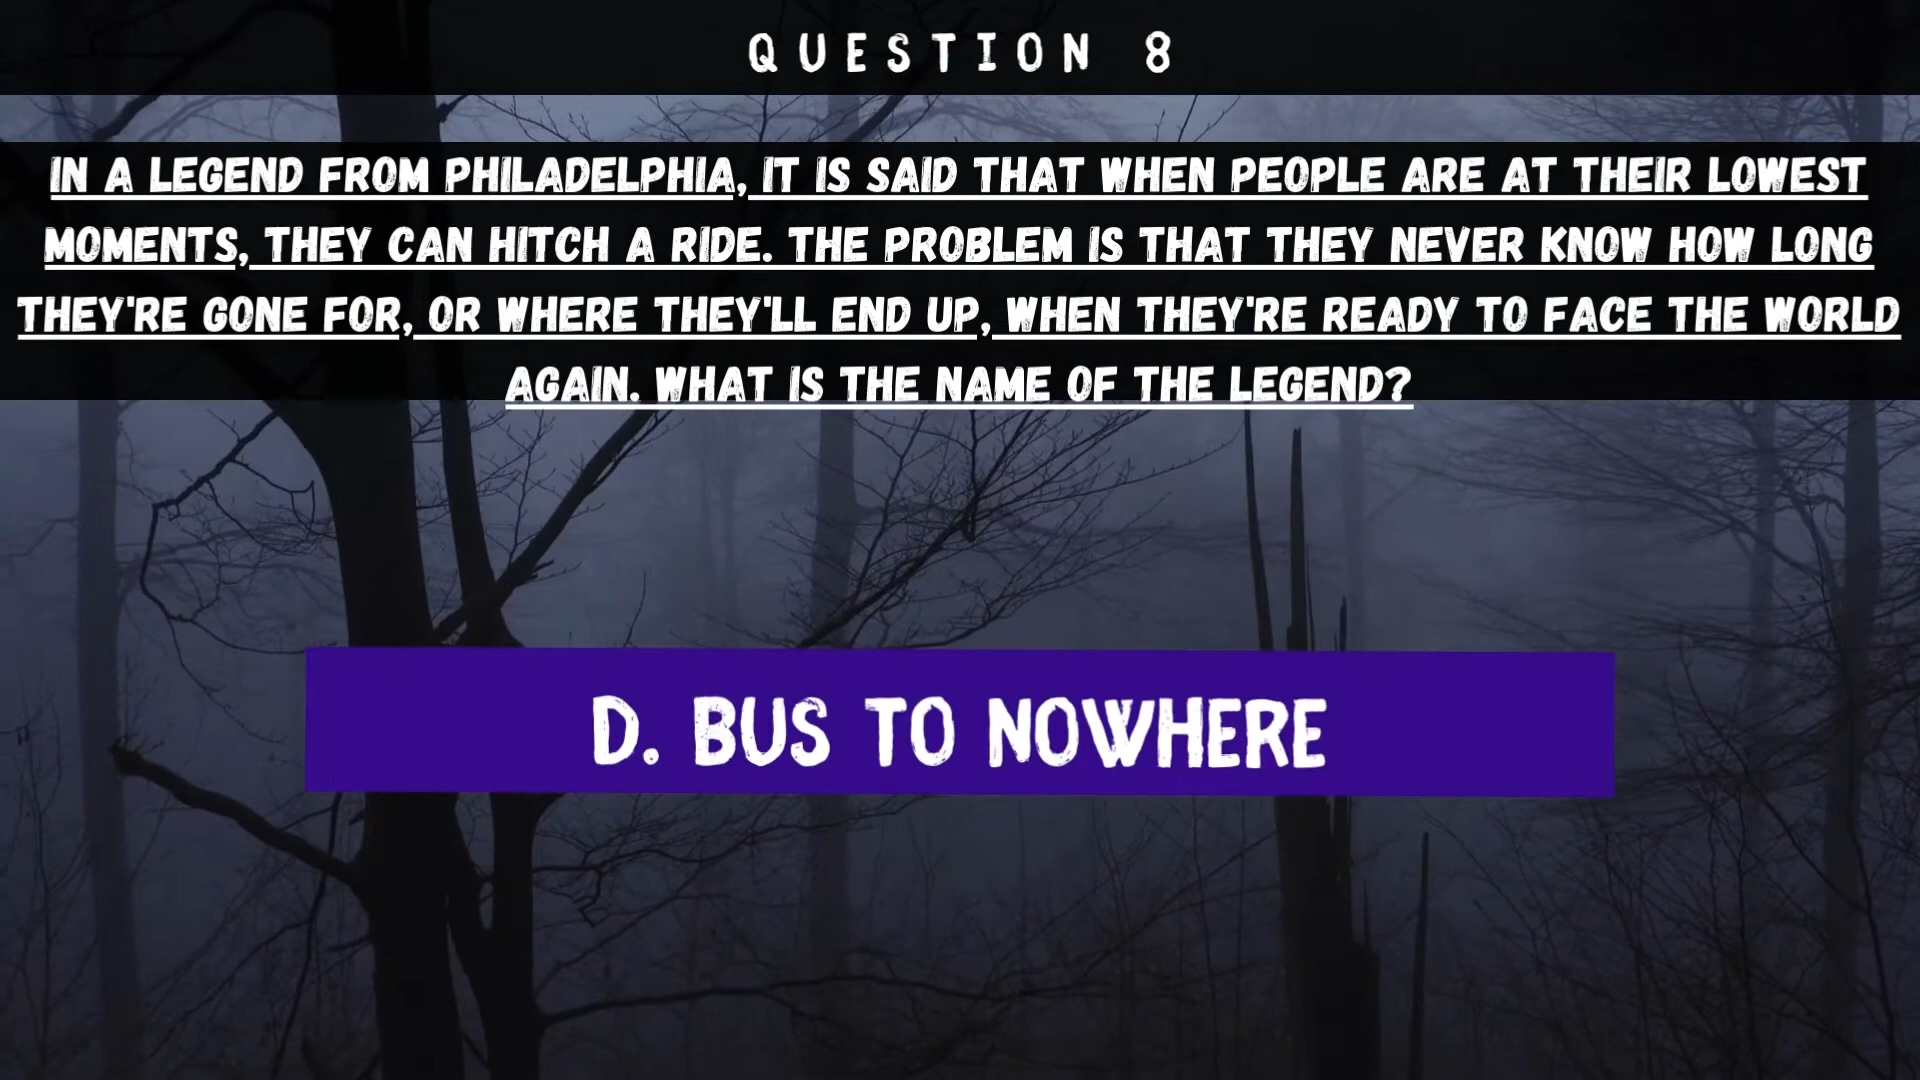 QUESTION 8
IN A LEGEND FROM PHILADELPHIA, IT IS SAID THAT WHEN PEOPLE ARE AT THEIR LOWEST
MOMENTS, THEY CAN HITCH A RIDE. THE PROBLEM IS THAT THEY NEVER KNOW HOW LONG
THEY'RE GONE FOR, OR WHERE THEY'LL END UP, WHEN THEY'RE READY TO FACE THE WORLD
AGAIN. WHAT IS THE NAME OF THE LEGEND?
D. BUS TO NOWHERE